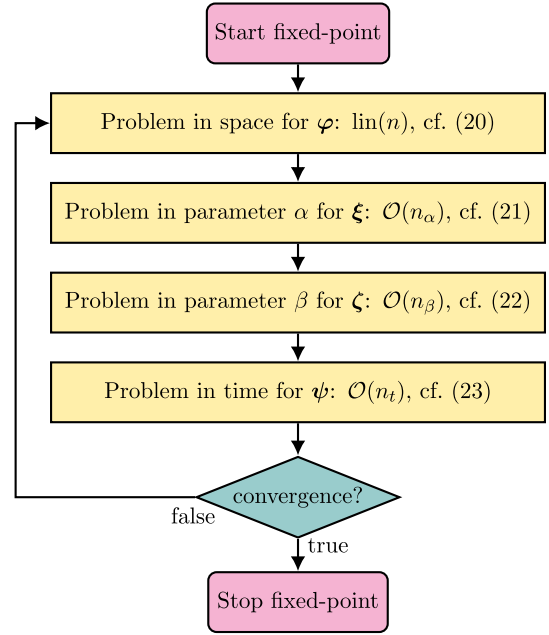 Start fixed-point
Problem in space for 𝝋: lin(n), cf. (20)
Problem in parameter α for 𝝃: 𝒪(n_α), cf. (21)
Problem in parameter β for 𝜻: 𝒪(n_β), cf. (22)
Problem in time for 𝝍: 𝒪(n_t), cf. (23)
convergence?
false
true
Stop fixed-point